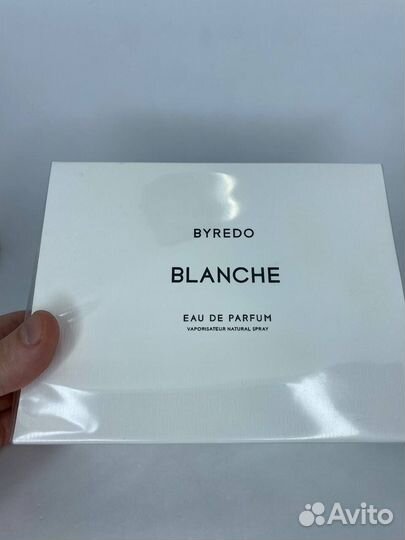 BYREDO
BLANCHE
EAU DE PARFUM
VAPORISATEUR NATURAL SPRAY
Avito